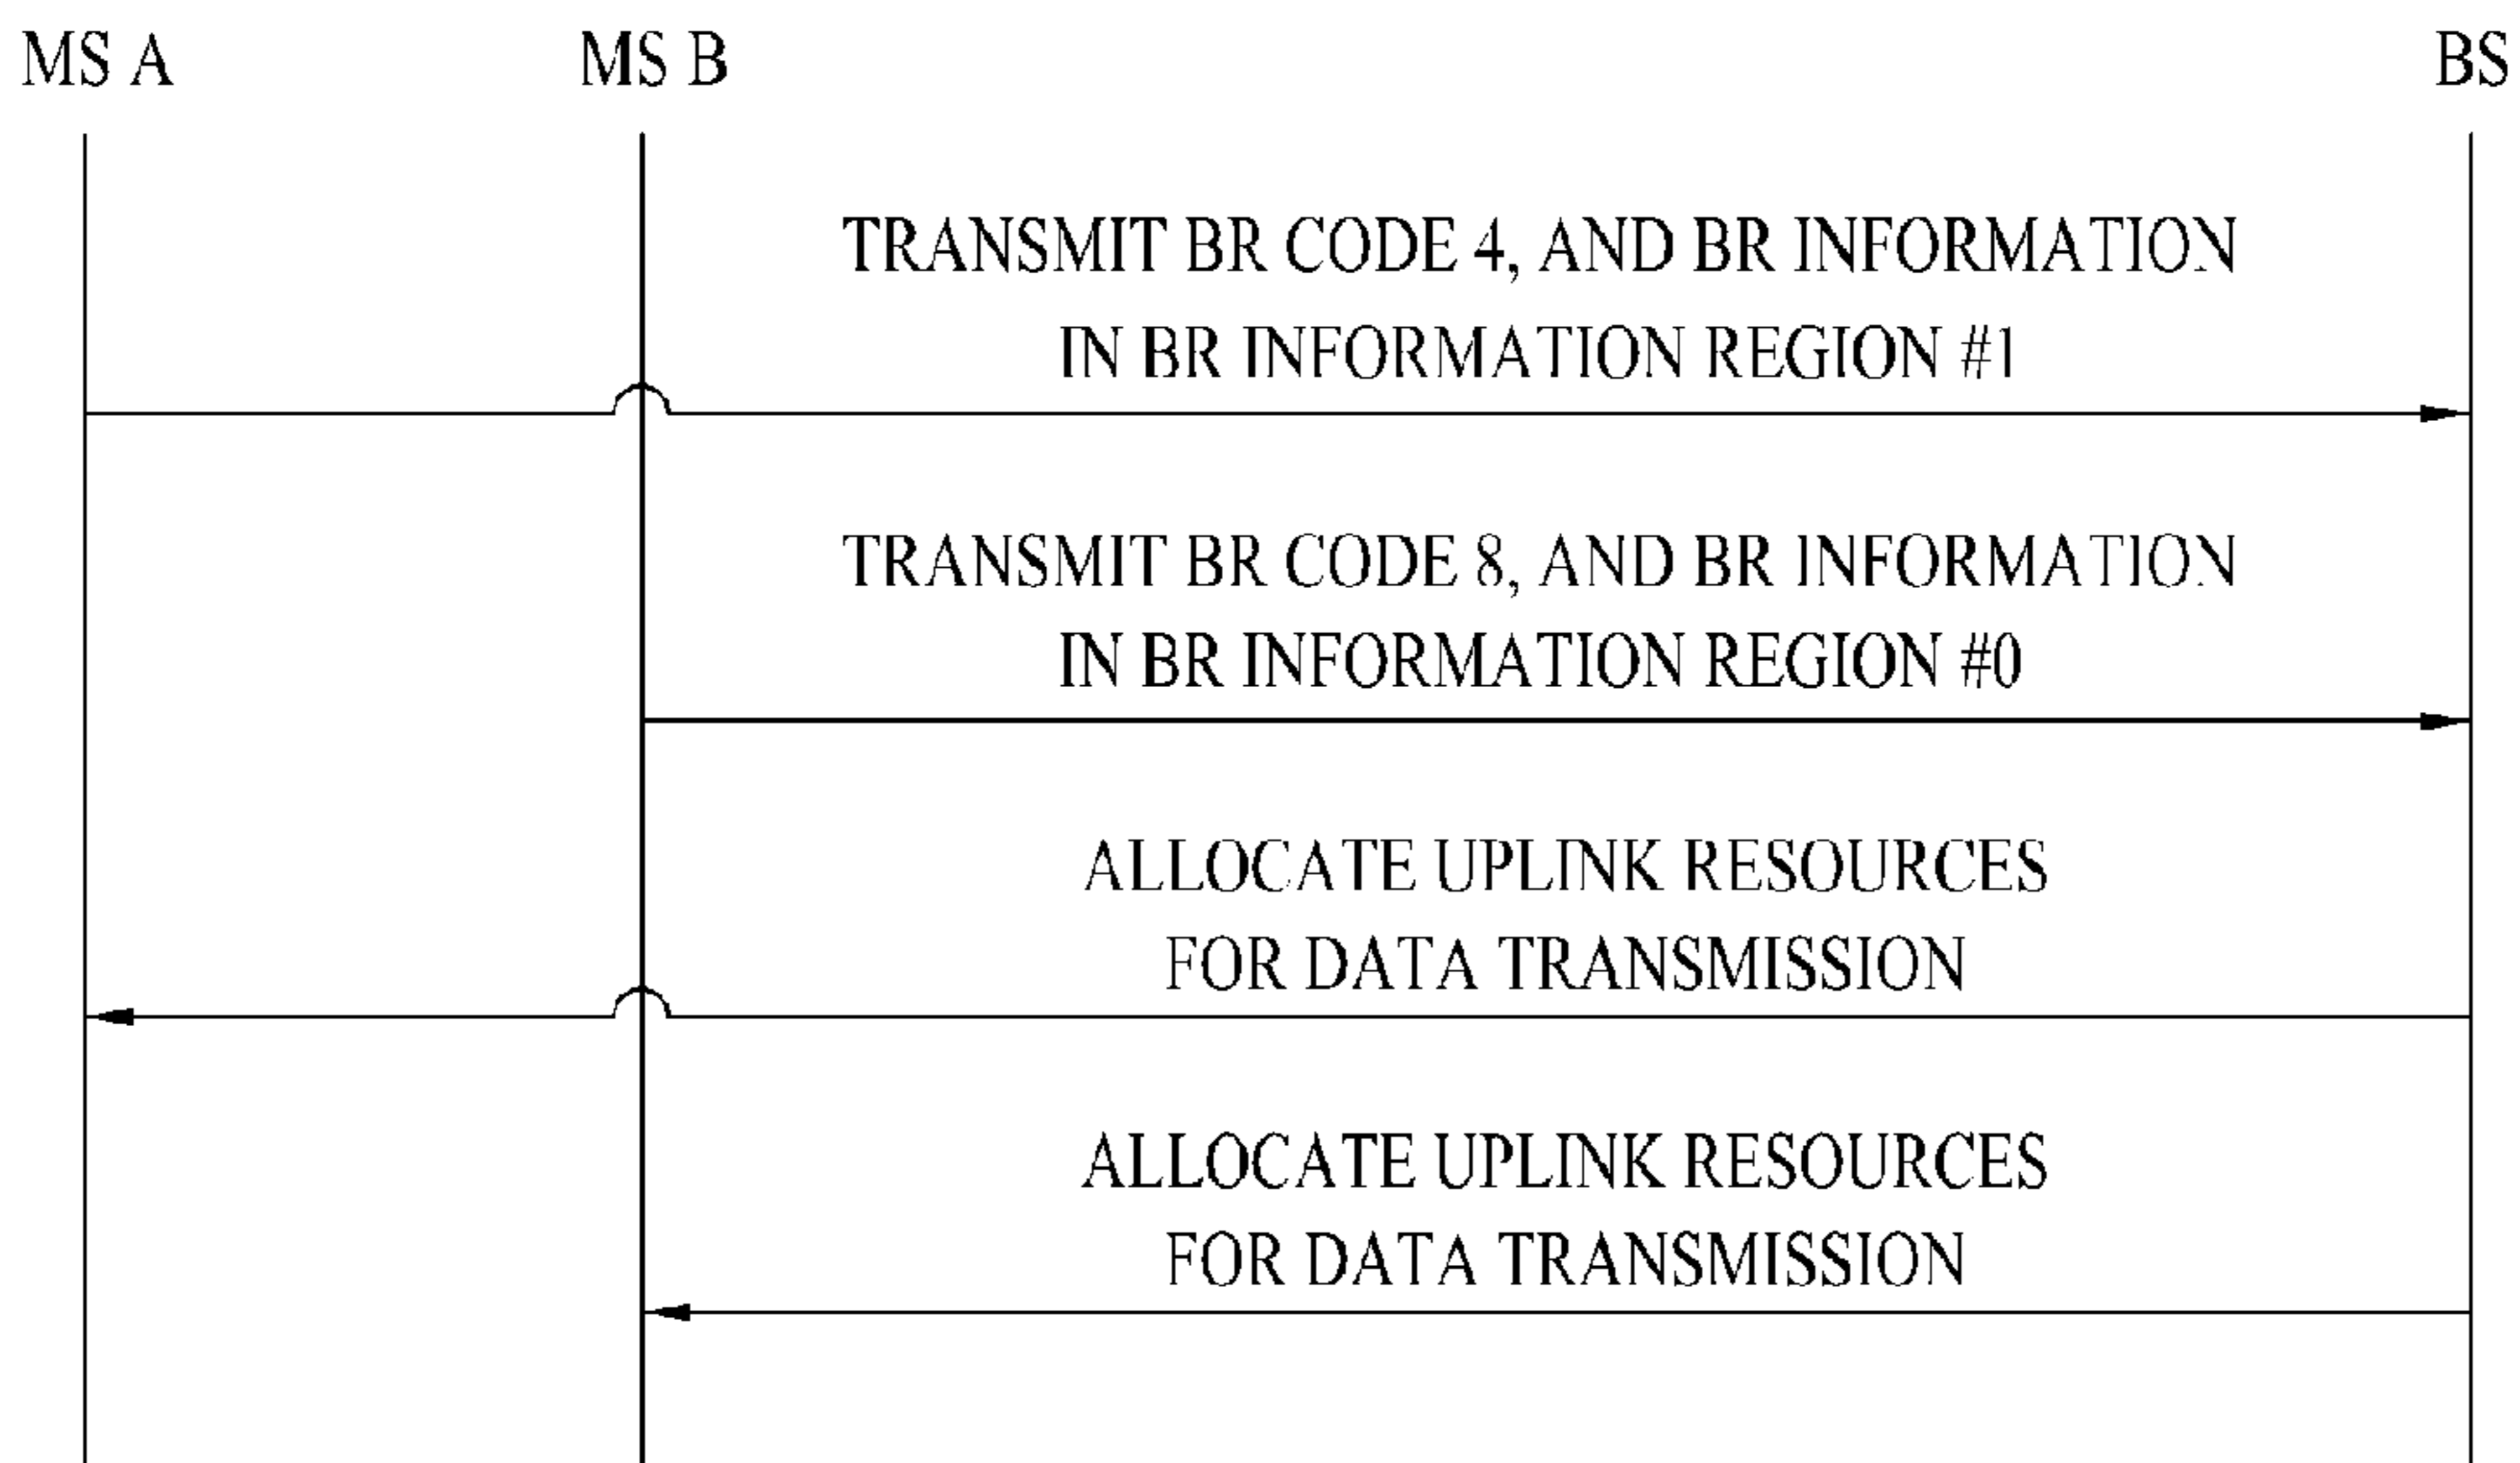 MS A
MS B
BS
TRANSMIT BR CODE 4, AND BR INFORMATION
IN BR INFORMATION REGION #1
TRANSMIT BR CODE 8, AND BR INFORMATION
IN BR INFORMATION REGION #0
ALLOCATE UPLINK RESOURCES
FOR DATA TRANSMISSION
ALLOCATE UPLINK RESOURCES
FOR DATA TRANSMISSION